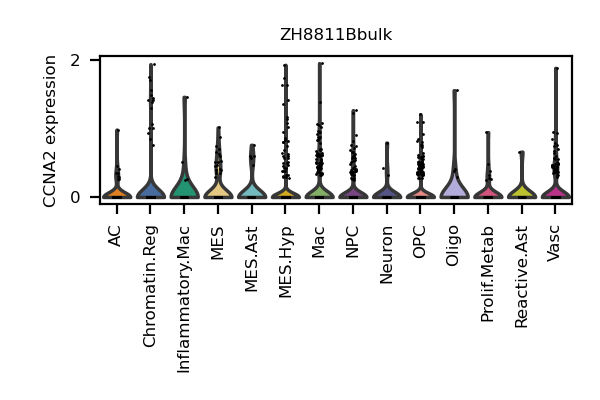 ZH8811Bbulk
CCNA2 expression
2
0
AC
Chromatin.Reg
Inflammatory.Mac
MES
MES.Ast
MES.Hyp
Mac
NPC
Neuron
OPC
Oligo
Prolif.Metab
Reactive.Ast
Vasc